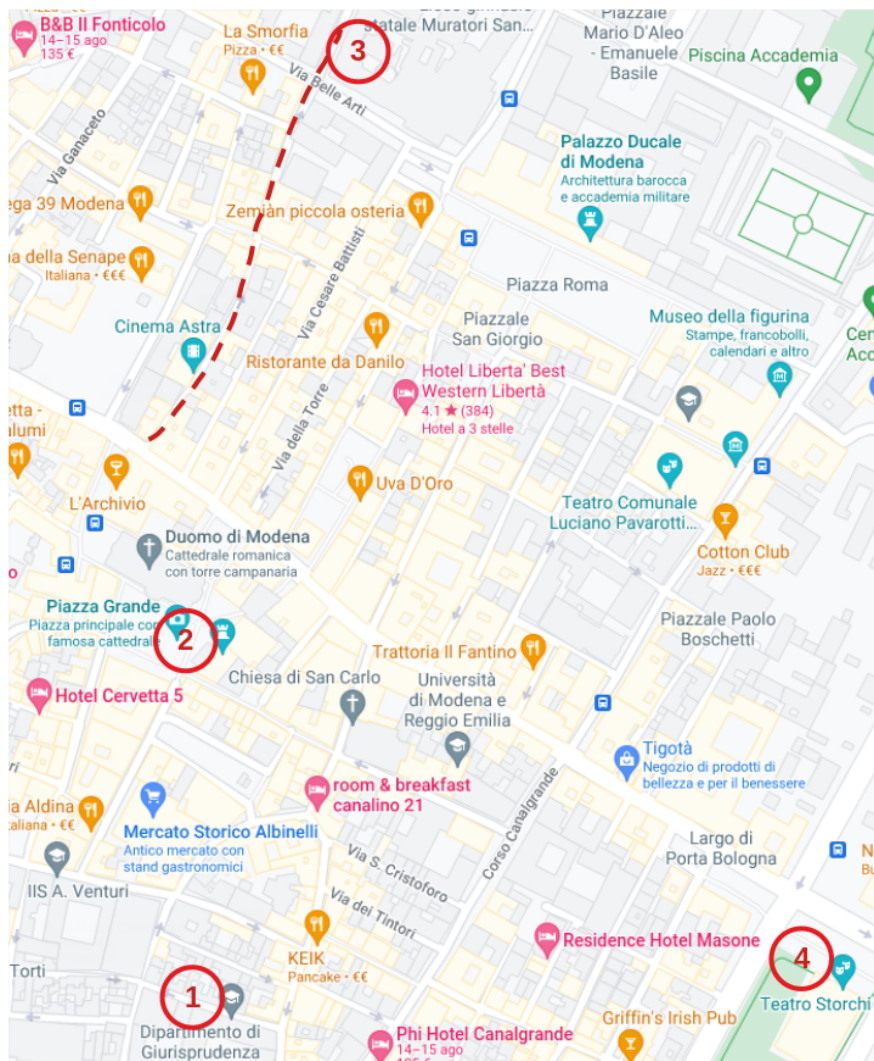 B&B Il Fonticolo
14–15 ago
135 €
La Smorfia
Pizza • €€
3
statale Muratori San...
Piazzale
Mario D'Aleo
- Emanuele
Basile
Piscina Accademia
Via Belle Arti
Via Ganaceto
Palazzo Ducale
di Modena
Architettura barocca
e accademia militare
ega 39 Modena
Zemiàn piccola osteria
na della Senape
Italiana • €€€
Via Cesare Battisti
Piazza Roma
Cinema Astra
Piazzale
San Giorgio
Museo della figurina
Stampe, francobolli,
calendari e altro
Cen
Acc
Ristorante da Danilo
Hotel Liberta' Best
Western Libertà
4.1 ★ (384)
Hotel a 3 stelle
etta -
alumi
Via della Torre
L'Archivio
Uva D'Oro
Teatro Comunale
Luciano Pavarotti...
Duomo di Modena
Cattedrale romanica
con torre campanaria
Cotton Club
Jazz • €€€
o
Piazza Grande
Piazza principale con
famosa cattedrale
2
Piazzale Paolo
Boschetti
Trattoria Il Fantino
Chiesa di San Carlo
Università
di Modena e
Reggio Emilia
Hotel Cervetta 5
Tigotà
Negozio di prodotti di
bellezza e per il benessere
ri
room & breakfast
canalino 21
Corso Canalgrande
ia Aldina
italiana • €€
Mercato Storico Albinelli
Antico mercato con
stand gastronomici
Largo di
Porta Bologna
N
Bu
IIS A. Venturi
Via S. Cristoforo
Via dei Tintori
Residence Hotel Masone
4
KEIK
Pancake • €€
Torti
1
Teatro Storchi
Dipartimento di
Giurisprudenza
Griffin's Irish Pub
Phi Hotel Canalgrande
14–15 ago